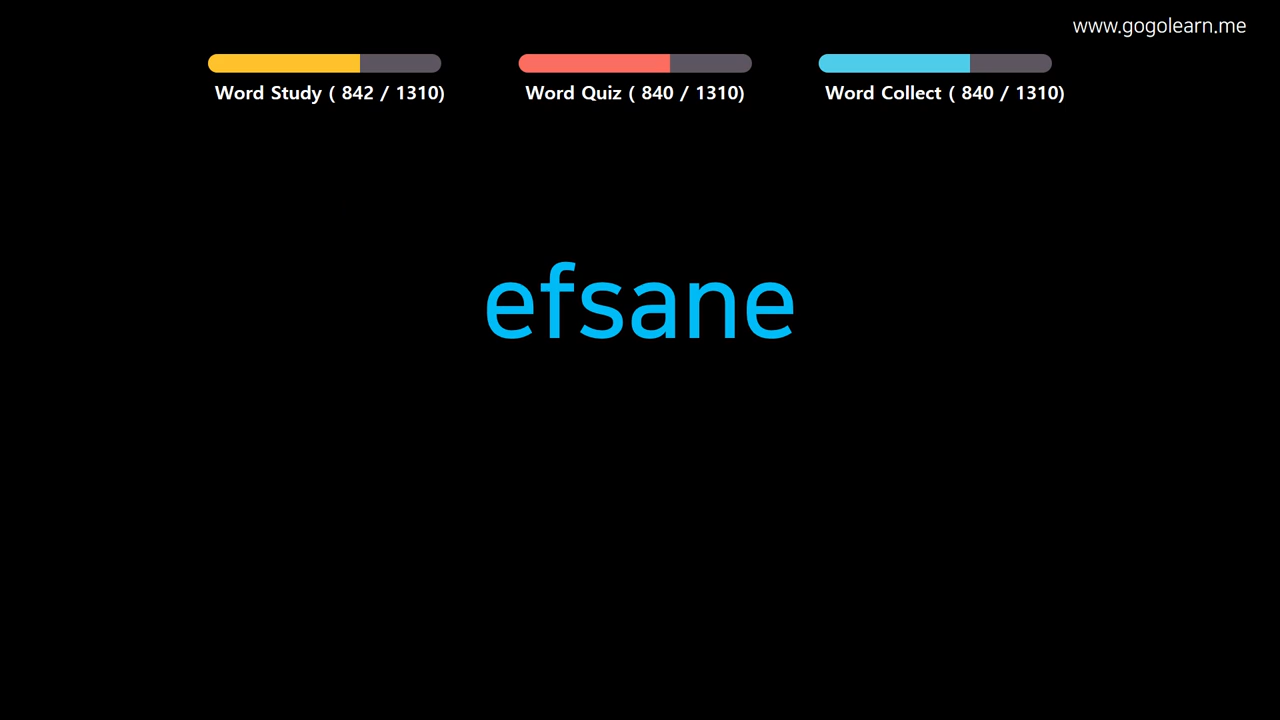 www.gogolearn.me
Word Study ( 842 / 1310) Word Quiz ( 840 / 1310) Word Collect ( 840 / 1310)
efsane